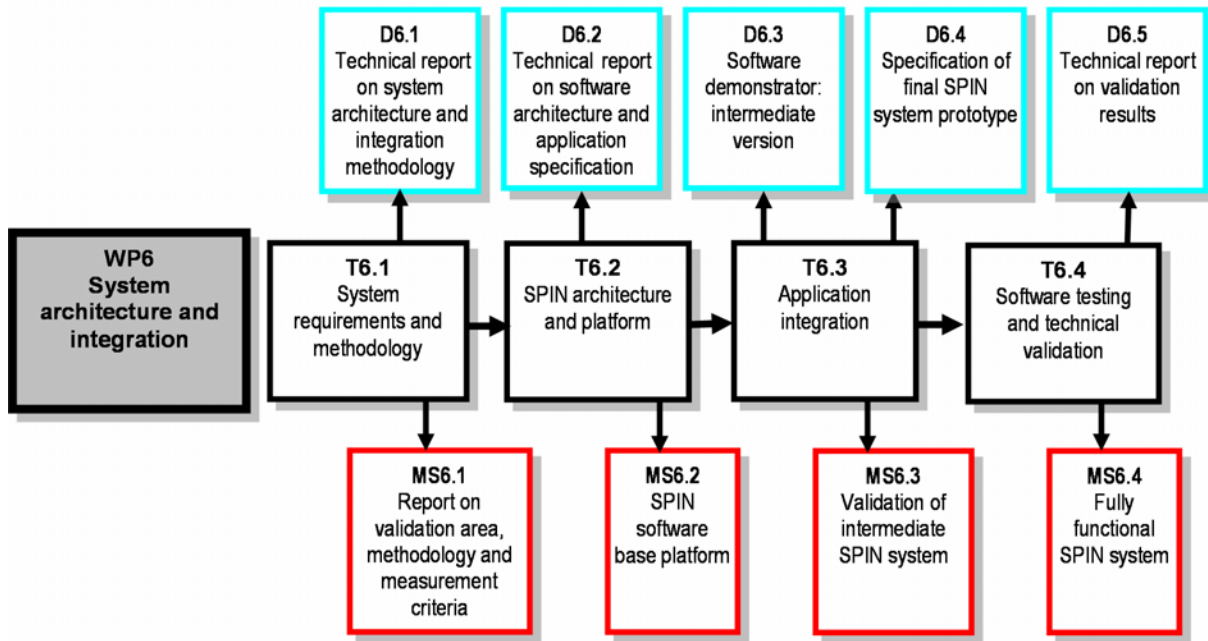 D6.1
Technical report
on system
architecture and
integration
methodology
D6.2
Technical report
on software
architecture and
application
specification
D6.3
Software
demonstrator:
intermediate
version
D6.4
Specification of
final SPIN
system prototype
D6.5
Technical report
on validation
results
WP6
System
architecture and
integration
T6.1
System
requirements and
methodology
T6.2
SPIN architecture
and platform
T6.3
Application
integration
T6.4
Software testing
and technical
validation
MS6.1
Report on
validation area,
methodology and
measurement
criteria
MS6.2
SPIN
software
base platform
MS6.3
Validation of
intermediate
SPIN system
MS6.4
Fully
functional
SPIN system